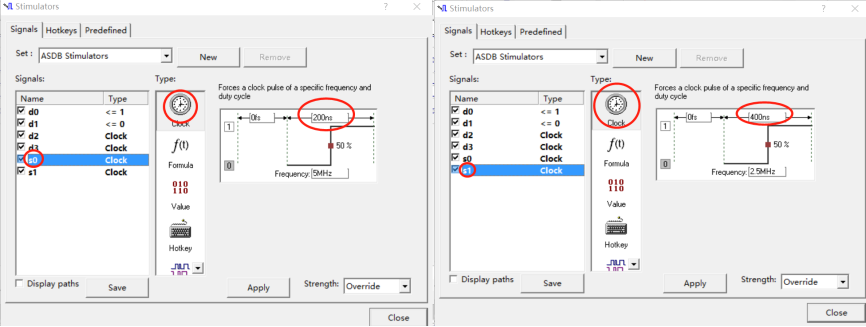 Stimulators
Signals Hotkeys Predefined
Set : ASDB Stimulators New Remove
Signals: Type:
Name Type
d0 <= 1
d1 <= 0
d2 Clock
d3 Clock
s0 Clock
s1 Clock
Clock
f(t)
Formula
010
110
Value
Hotkey
Forces a clock pulse of a specific frequency and
duty cycle
0fs 200ns
1
50 %
0
Frequency: 5MHz
Display paths Save Apply Strength: Override
Close
Stimulators
Signals Hotkeys Predefined
Set : ASDB Stimulators New Remove
Signals: Type:
Name Type
d0 <= 1
d1 <= 0
d2 Clock
d3 Clock
s0 Clock
s1 Clock
Clock
f(t)
Formula
010
110
Value
Hotkey
Forces a clock pulse of a specific frequency and
duty cycle
0fs 400ns
1
50 %
0
Frequency: 2.5MHz
Display paths Save Apply Strength: Override
Close